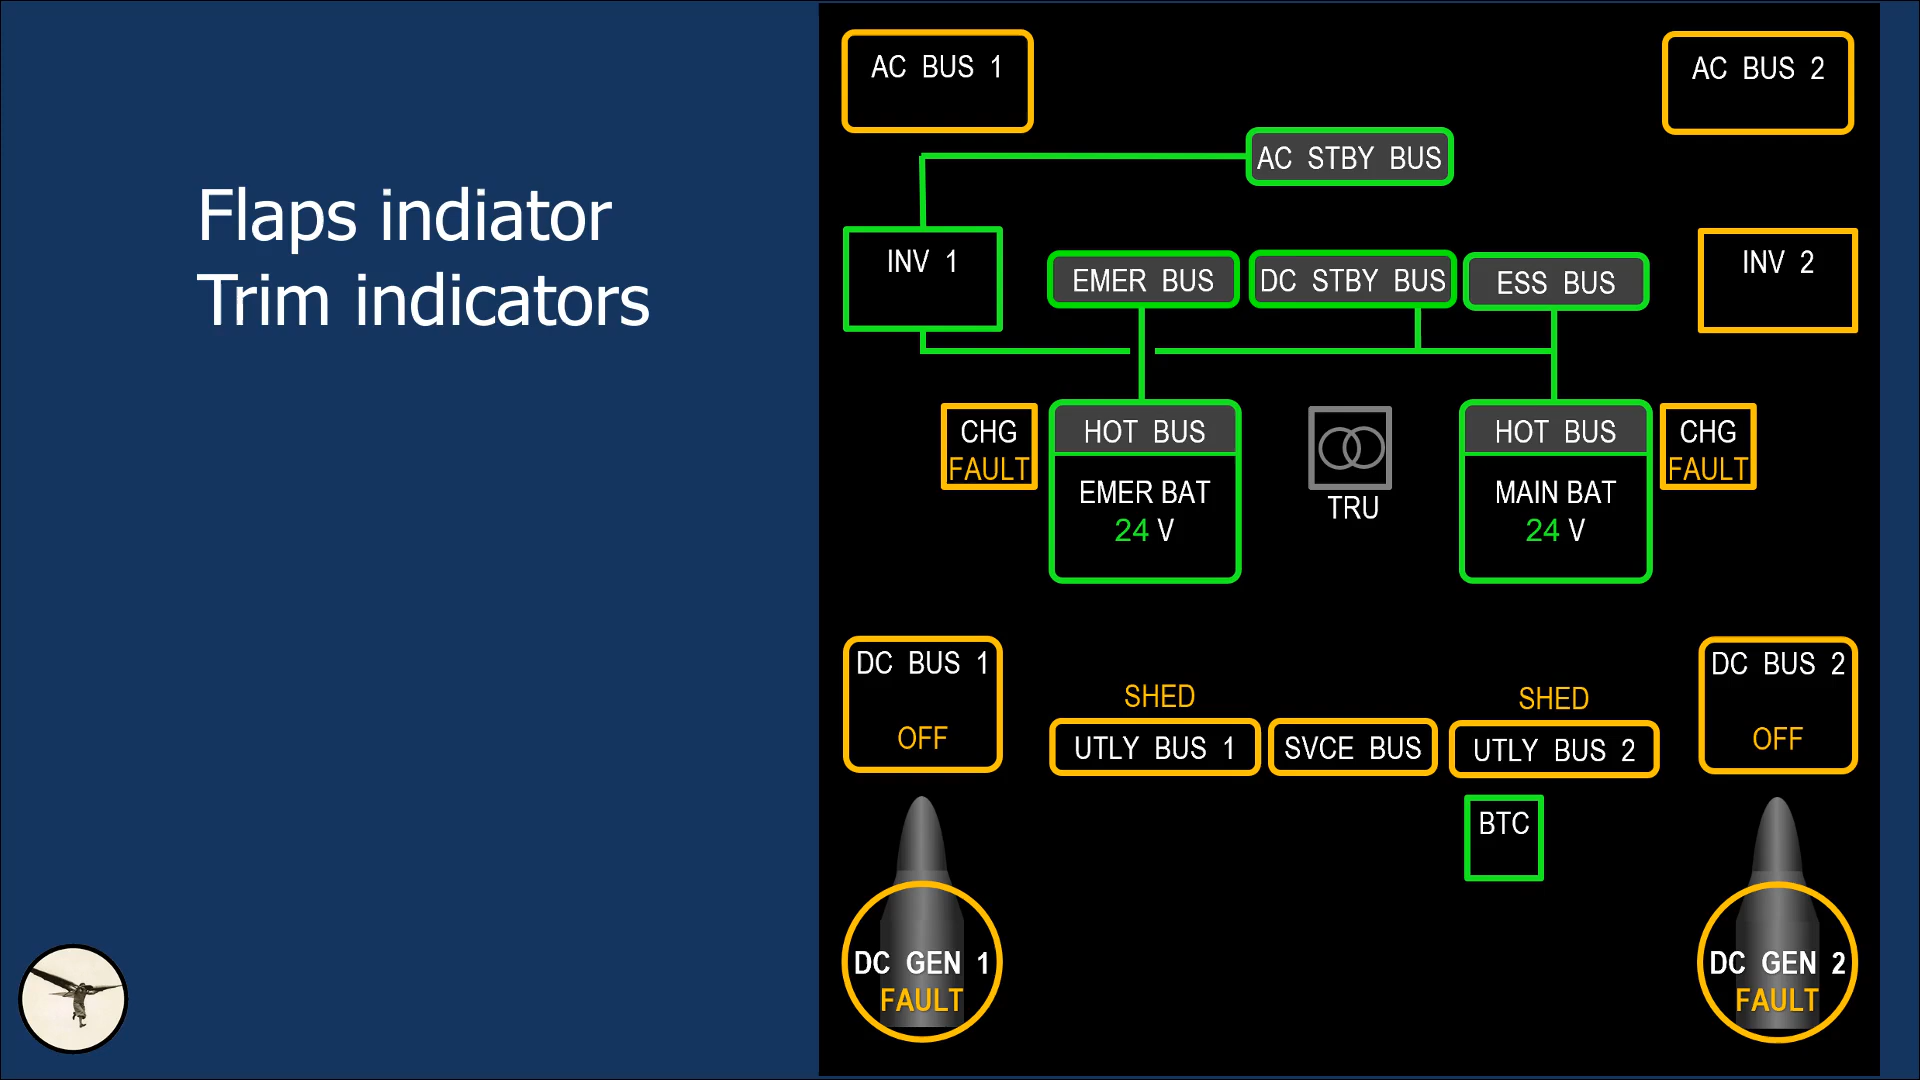 Flaps indiator
Trim indicators
AC BUS 1
AC BUS 2
AC STBY BUS
INV 1
EMER BUS
DC STBY BUS
ESS BUS
INV 2
CHG
FAULT
HOT BUS
EMER BAT
24 V
TRU
HOT BUS
MAIN BAT
24 V
CHG
FAULT
DC BUS 1
OFF
SHED
UTLY BUS 1
SVCE BUS
SHED
UTLY BUS 2
DC BUS 2
OFF
BTC
DC GEN 1
FAULT
DC GEN 2
FAULT